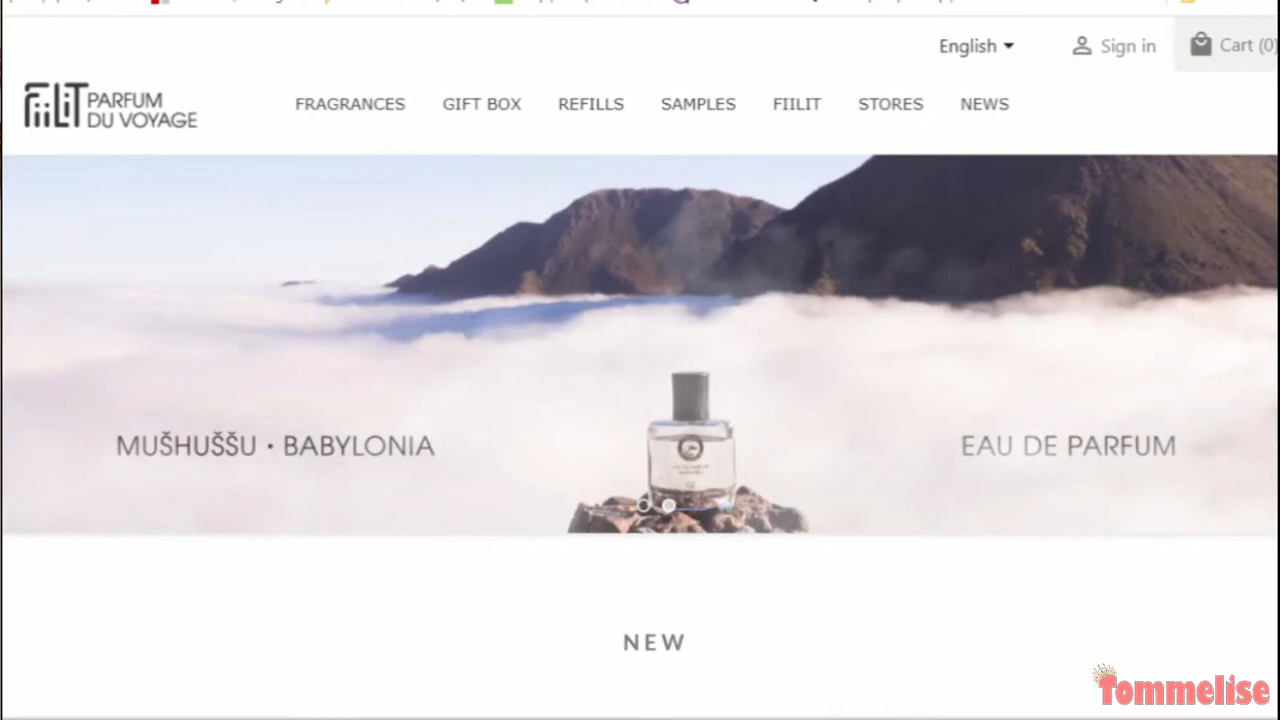 English
Sign in
Cart (0)
FiiLiT PARFUM
DU VOYAGE
FRAGRANCES
GIFT BOX
REFILLS
SAMPLES
FIILIT
STORES
NEWS
MUŠHUŠŠU • BABYLONIA
EAU DE PARFUM
NEW
Tommelise